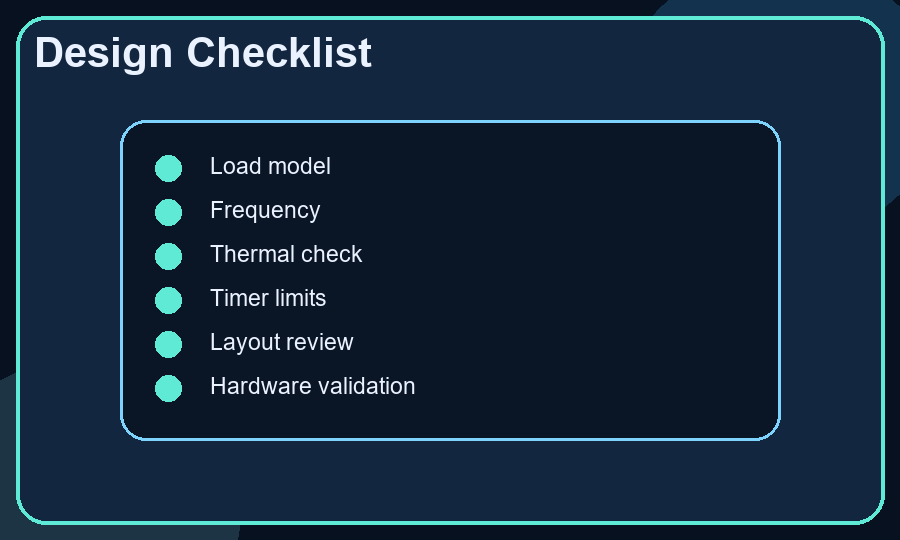 Design Checklist
Load model
Frequency
Thermal check
Timer limits
Layout review
Hardware validation